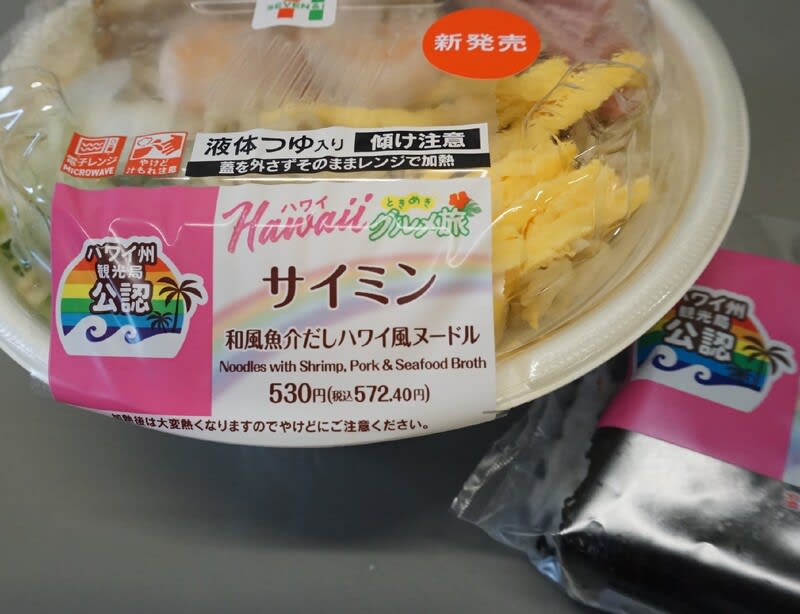 SEVEN&i
新発売
電子レンジ
MICROWAVE
やけど
汁もれ注意
液体つゆ入り 傾け注意
蓋を外さずそのままレンジで加熱
ハワイ
Hawaii
ときめき
グルメ旅
ハワイ州
観光局
公認
サイミン
和風魚介だしハワイ風ヌードル
Noodles with Shrimp, Pork & Seafood Broth
530円(税込572.40円)
加熱後は大変熱くなりますのでやけどにご注意ください。
ハワイ州
観光局
公認